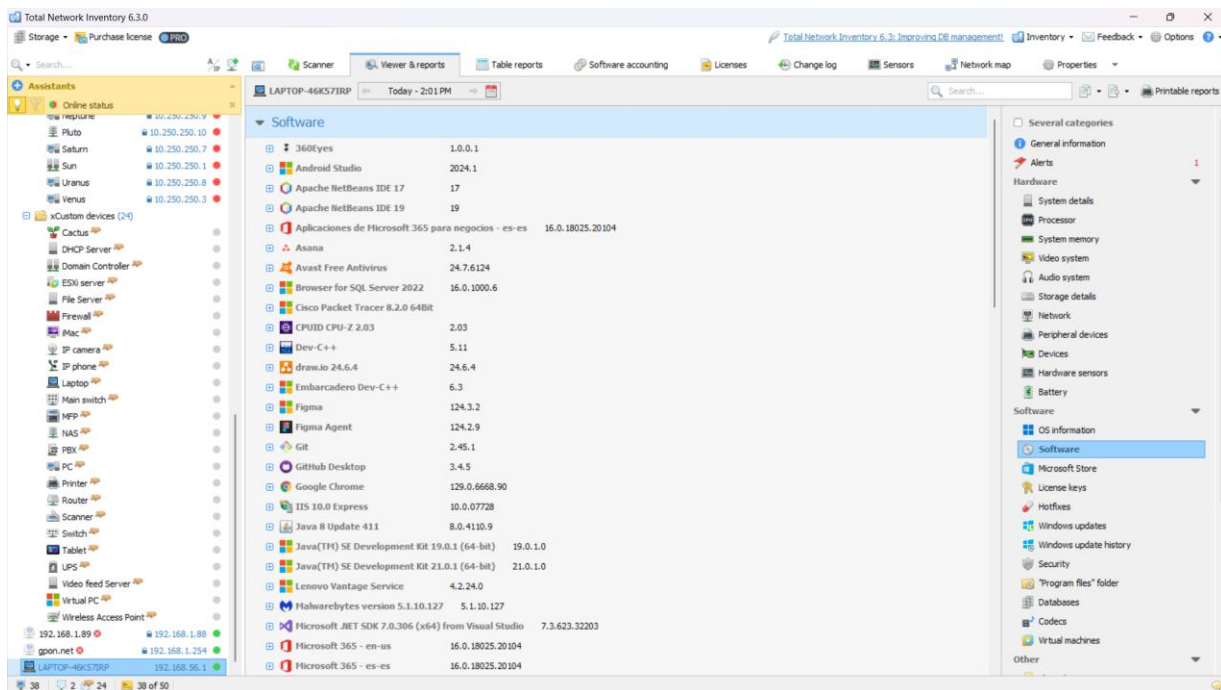 Total Network Inventory 6.3.0
Storage Purchase license PRO
Total Network Inventory 6.3: Improving DB management! Inventory Feedback Options
Search...
Scanner Viewer & reports Table reports Software accounting Licenses Change log Sensors Network map Properties
Assistants
Online status
Neptune 10.250.250.9
Pluto 10.250.250.10
Saturn 10.250.250.7
Sun 10.250.250.1
Uranus 10.250.250.8
Venus 10.250.250.3
xCustom devices (24)
Cactus
DHCP Server
Domain Controller
ESXi server
File Server
Firewall
iMac
IP camera
IP phone
Laptop
Main switch
MFP
NAS
PBX
PC
Printer
Router
Scanner
Switch
Tablet
UPS
Video feed Server
Virtual PC
Wireless Access Point
192.168.1.89 192.168.1.88
gpon.net 192.168.1.254
LAPTOP-46K57IRP 192.168.56.1
38 2 24 38 of 50
LAPTOP-46K57IRP Today - 2:01 PM Search... Printable reports
Software
360Eyes 1.0.0.1
Android Studio 2024.1
Apache NetBeans IDE 17 17
Apache NetBeans IDE 19 19
Aplicaciones de Microsoft 365 para negocios - es-es 16.0.18025.20104
Asana 2.1.4
Avast Free Antivirus 24.7.6124
Browser for SQL Server 2022 16.0.1000.6
Cisco Packet Tracer 8.2.0 64Bit
CPUID CPU-Z 2.03 2.03
Dev-C++ 5.11
draw.io 24.6.4 24.6.4
Embarcadero Dev-C++ 6.3
Figma 124.3.2
Figma Agent 124.2.9
Git 2.45.1
GitHub Desktop 3.4.5
Google Chrome 129.0.6668.90
IIS 10.0 Express 10.0.07728
Java 8 Update 411 8.0.4110.9
Java(TM) SE Development Kit 19.0.1 (64-bit) 19.0.1.0
Java(TM) SE Development Kit 21.0.1 (64-bit) 21.0.1.0
Lenovo Vantage Service 4.2.24.0
Malwarebytes version 5.1.10.127 5.1.10.127
Microsoft .NET SDK 7.0.306 (x64) from Visual Studio 7.3.623.32203
Microsoft 365 - en-us 16.0.18025.20104
Microsoft 365 - es-es 16.0.18025.20104
Several categories
General information
Alerts 1
Hardware
System details
Processor
System memory
Video system
Audio system
Storage details
Network
Peripheral devices
Devices
Hardware sensors
Battery
Software
OS information
Software
Microsoft Store
License keys
Hotfixes
Windows updates
Windows update history
Security
"Program files" folder
Databases
Codecs
Virtual machines
Other